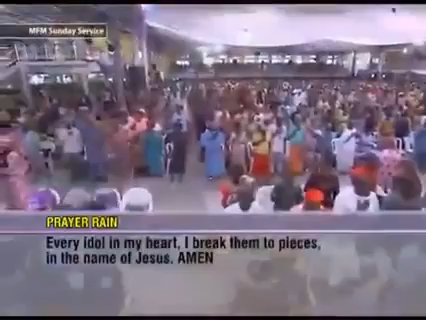 MFM Sunday Service
PRAYER RAIN
Every idol in my heart, I break them to pieces,
in the name of Jesus. AMEN